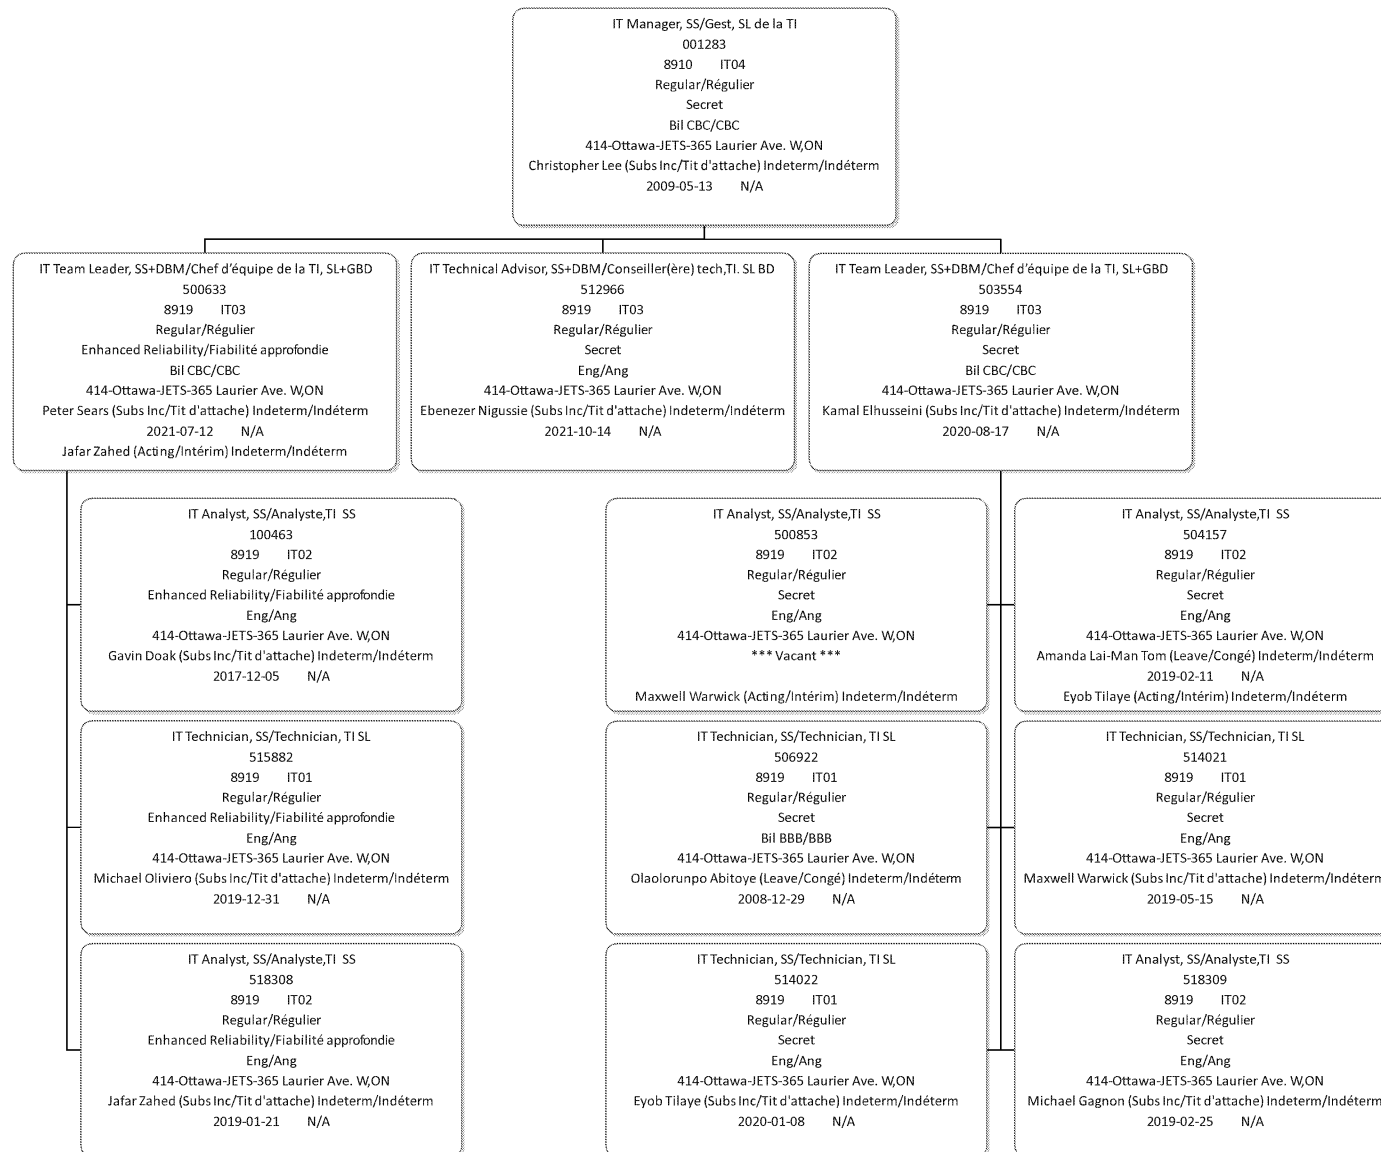 IT Manager, SS/Gest, SL de la TI
001283
8910 IT04
Regular/Régulier
Secret
Bil CBC/CBC
414-Ottawa-JETS-365 Laurier Ave. W,ON
Christopher Lee (Subs Inc/Tit d'attache) Indeterm/Indéterm
2009-05-13 N/A
IT Team Leader, SS+DBM/Chef d'équipe de la TI, SL+GBD
500633
8919 IT03
Regular/Régulier
Enhanced Reliability/Fiabilité approfondie
Bil CBC/CBC
414-Ottawa-JETS-365 Laurier Ave. W,ON
Peter Sears (Subs Inc/Tit d'attache) Indeterm/Indéterm
2021-07-12 N/A
Jafar Zahed (Acting/Intérim) Indeterm/Indéterm
IT Technical Advisor, SS+DBM/Conseiller(ère) tech,TI. SL BD
512966
8919 IT03
Regular/Régulier
Secret
Eng/Ang
414-Ottawa-JETS-365 Laurier Ave. W,ON
Ebenezer Nigussie (Subs Inc/Tit d'attache) Indeterm/Indéterm
2021-10-14 N/A
IT Team Leader, SS+DBM/Chef d'équipe de la TI, SL+GBD
503554
8919 IT03
Regular/Régulier
Secret
Bil CBC/CBC
414-Ottawa-JETS-365 Laurier Ave. W,ON
Kamal Elhusseini (Subs Inc/Tit d'attache) Indeterm/Indéterm
2020-08-17 N/A
IT Analyst, SS/Analyste,TI SS
100463
8919 IT02
Regular/Régulier
Enhanced Reliability/Fiabilité approfondie
Eng/Ang
414-Ottawa-JETS-365 Laurier Ave. W,ON
Gavin Doak (Subs Inc/Tit d'attache) Indeterm/Indéterm
2017-12-05 N/A
IT Analyst, SS/Analyste,TI SS
500853
8919 IT02
Regular/Régulier
Secret
Eng/Ang
414-Ottawa-JETS-365 Laurier Ave. W,ON
*** Vacant ***
Maxwell Warwick (Acting/Intérim) Indeterm/Indéterm
IT Analyst, SS/Analyste,TI SS
504157
8919 IT02
Regular/Régulier
Secret
Eng/Ang
414-Ottawa-JETS-365 Laurier Ave. W,ON
Amanda Lai-Man Tom (Leave/Congé) Indeterm/Indéterm
2019-02-11 N/A
Eyob Tilaye (Acting/Intérim) Indeterm/Indéterm
IT Technician, SS/Technician, TI SL
515882
8919 IT01
Regular/Régulier
Enhanced Reliability/Fiabilité approfondie
Eng/Ang
414-Ottawa-JETS-365 Laurier Ave. W,ON
Michael Oliviero (Subs Inc/Tit d'attache) Indeterm/Indéterm
2019-12-31 N/A
IT Technician, SS/Technician, TI SL
506922
8919 IT01
Regular/Régulier
Secret
Bil BBB/BBB
414-Ottawa-JETS-365 Laurier Ave. W,ON
Olaolorunpo Abitoye (Leave/Congé) Indeterm/Indéterm
2008-12-29 N/A
IT Technician, SS/Technician, TI SL
514021
8919 IT01
Regular/Régulier
Secret
Eng/Ang
414-Ottawa-JETS-365 Laurier Ave. W,ON
Maxwell Warwick (Subs Inc/Tit d'attache) Indeterm/Indéterm
2019-05-15 N/A
IT Analyst, SS/Analyste,TI SS
518308
8919 IT02
Regular/Régulier
Enhanced Reliability/Fiabilité approfondie
Eng/Ang
414-Ottawa-JETS-365 Laurier Ave. W,ON
Jafar Zahed (Subs Inc/Tit d'attache) Indeterm/Indéterm
2019-01-21 N/A
IT Technician, SS/Technician, TI SL
514022
8919 IT01
Regular/Régulier
Secret
Eng/Ang
414-Ottawa-JETS-365 Laurier Ave. W,ON
Eyob Tilaye (Subs Inc/Tit d'attache) Indeterm/Indéterm
2020-01-08 N/A
IT Analyst, SS/Analyste,TI SS
518309
8919 IT02
Regular/Régulier
Secret
Eng/Ang
414-Ottawa-JETS-365 Laurier Ave. W,ON
Michael Gagnon (Subs Inc/Tit d'attache) Indeterm/Indéterm
2019-02-25 N/A